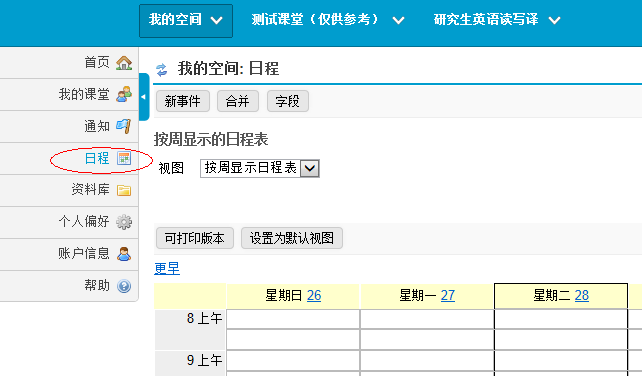 我的空间 测试课堂（仅供参考） 研究生英语读写译
首页
我的课堂
通知
日程
资料库
个人偏好
账户信息
帮助
我的空间: 日程
新事件 合并 字段
按周显示的日程表
视图 按周显示日程表
可打印版本 设置为默认视图
更早
星期日 26 星期一 27 星期二 28
8 上午
9 上午